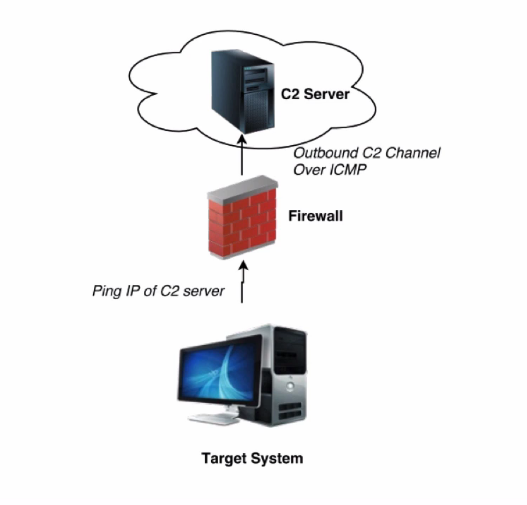 C2 Server
Outbound C2 Channel
Over ICMP
Firewall
Ping IP of C2 server
Target System